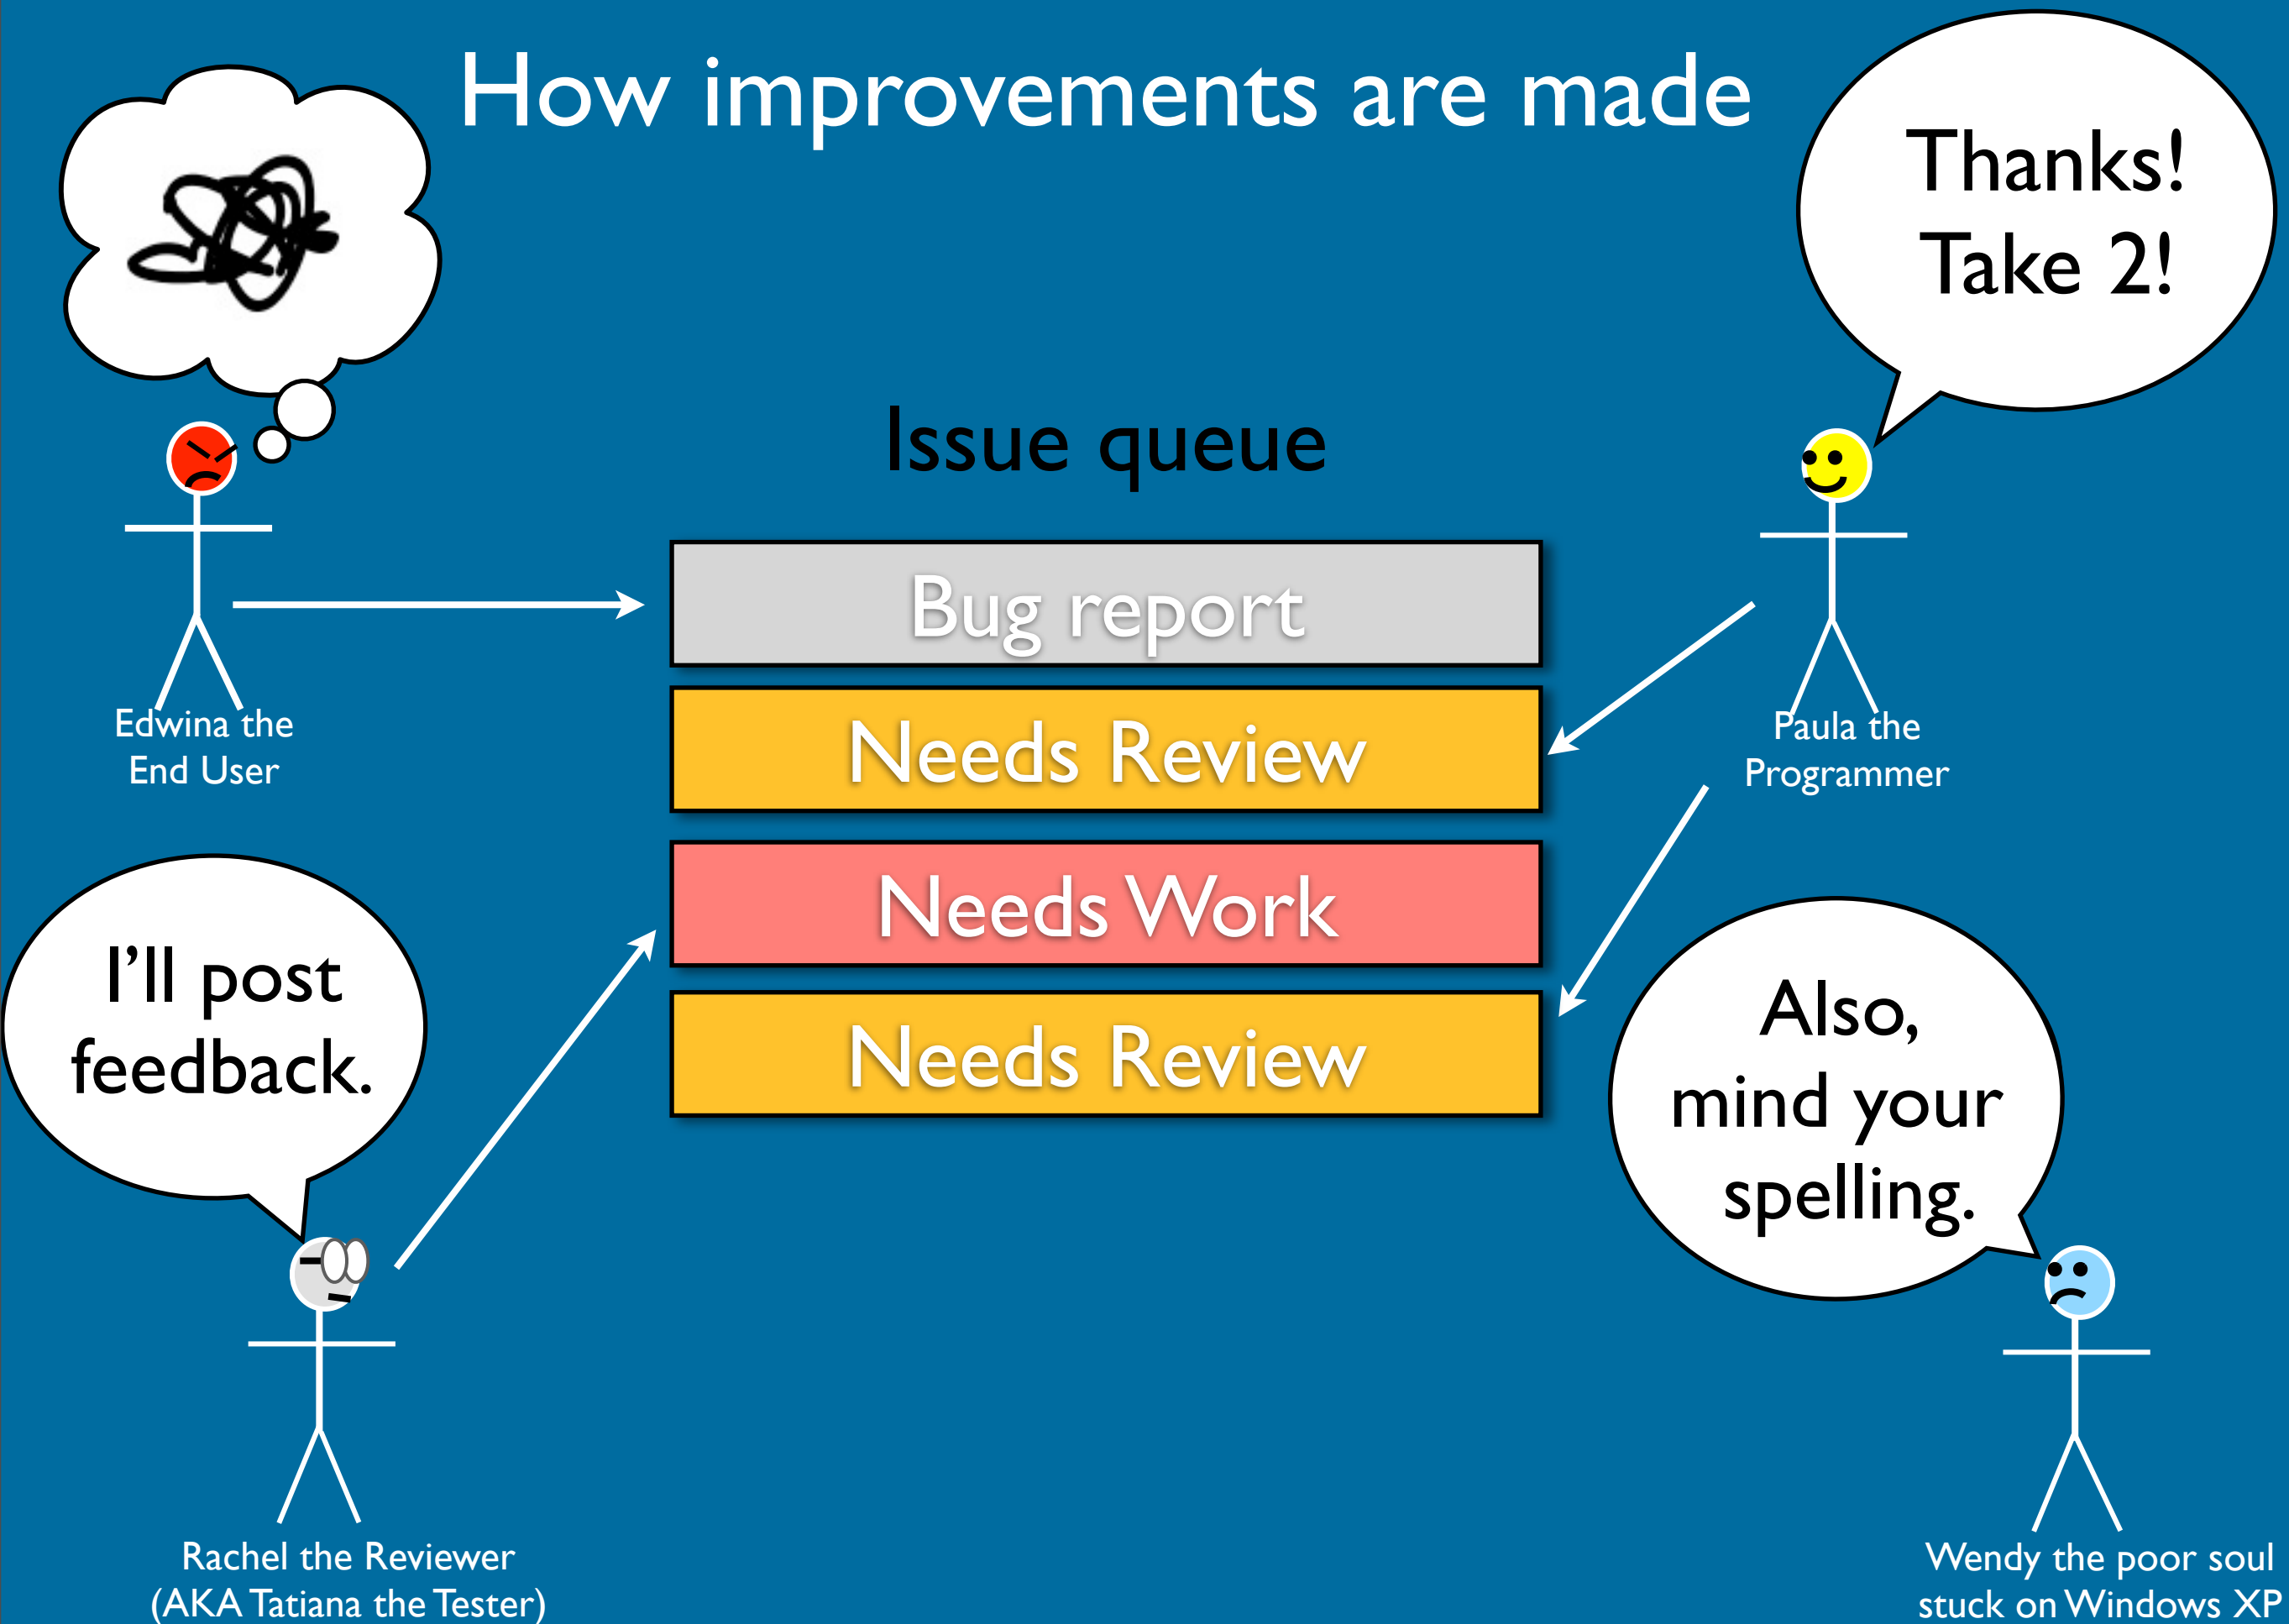 How improvements are made
Thanks!
Take 2!
Issue queue
Bug report
Needs Review
Needs Work
Needs Review
Edwina the
End User
Paula the
Programmer
I’ll post
feedback.
Also,
mind your
spelling.
Rachel the Reviewer
(AKA Tatiana the Tester)
Wendy the poor soul
stuck on Windows XP